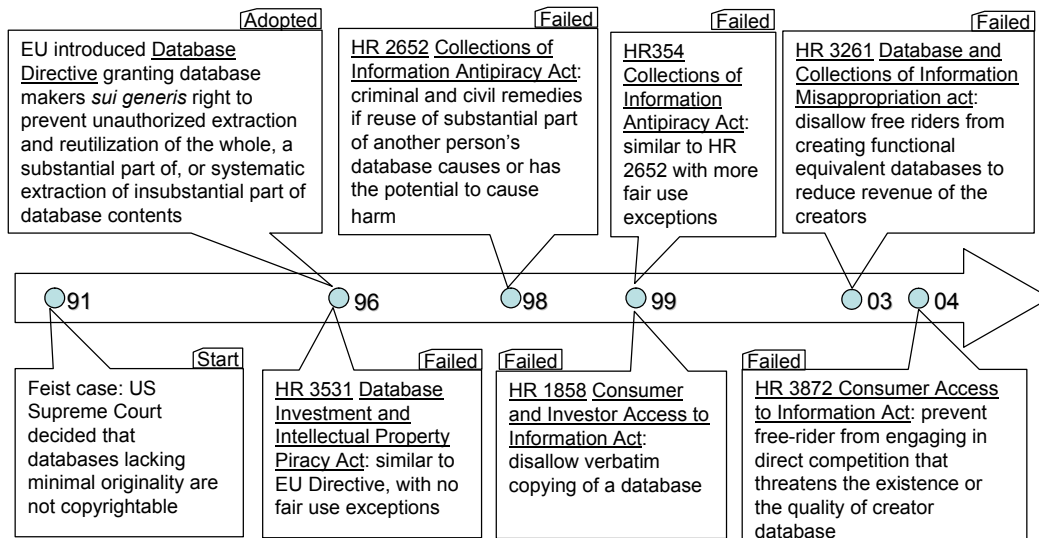 Adopted
EU introduced Database
Directive granting database
makers sui generis right to
prevent unauthorized extraction
and reutilization of the whole, a
substantial part of, or systematic
extraction of insubstantial part of
database contents
Failed
HR 2652 Collections of
Information Antipiracy Act:
criminal and civil remedies
if reuse of substantial part
of another person's
database causes or has
the potential to cause
harm
Failed
HR354
Collections of
Information
Antipiracy Act:
similar to HR
2652 with more
fair use
exceptions
Failed
HR 3261 Database and
Collections of Information
Misappropriation act:
disallow free riders from
creating functional
equivalent databases to
reduce revenue of the
creators
91
96
98
99
03
04
Start
Feist case: US
Supreme Court
decided that
databases lacking
minimal originality are
not copyrightable
Failed
HR 3531 Database
Investment and
Intellectual Property
Piracy Act: similar to
EU Directive, with no
fair use exceptions
Failed
HR 1858 Consumer
and Investor Access to
Information Act:
disallow verbatim
copying of a database
Failed
HR 3872 Consumer Access
to Information Act: prevent
free-rider from engaging in
direct competition that
threatens the existence or
the quality of creator
database